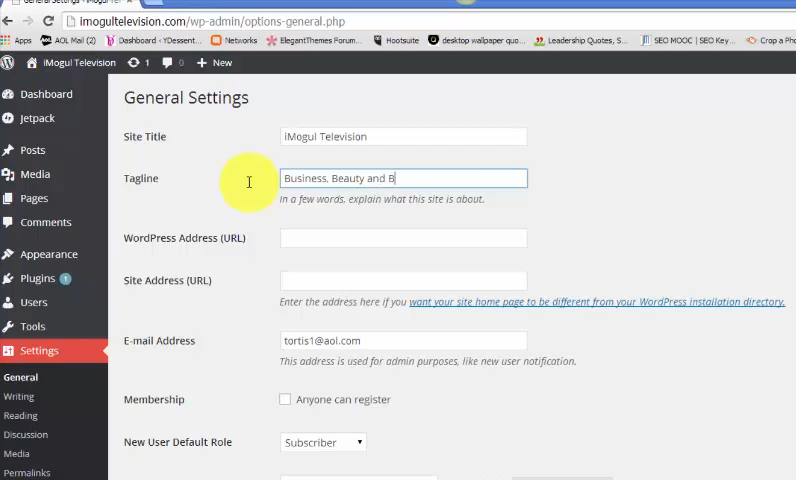 General Settings ‹ iMogul Tel
imogultelevision.com/wp-admin/options-general.php
Apps AOL Mail (2) Dashboard ‹ YDessent... Networks ElegantThemes Forum... Hootsuite desktop wallpaper quo... Leadership Quotes, S... SEO MOOC | SEO Key... Crop a Pho
iMogul Television 1 0 + New
Dashboard
Jetpack
Posts
Media
Pages
Comments
Appearance
Plugins 1
Users
Tools
Settings
General
Writing
Reading
Discussion
Media
Permalinks
General Settings
Site Title iMogul Television
Tagline Business, Beauty and B
In a few words, explain what this site is about.
WordPress Address (URL)
Site Address (URL)
Enter the address here if you want your site home page to be different from your WordPress installation directory.
E-mail Address tortis1@aol.com
This address is used for admin purposes, like new user notification.
Membership Anyone can register
New User Default Role Subscriber